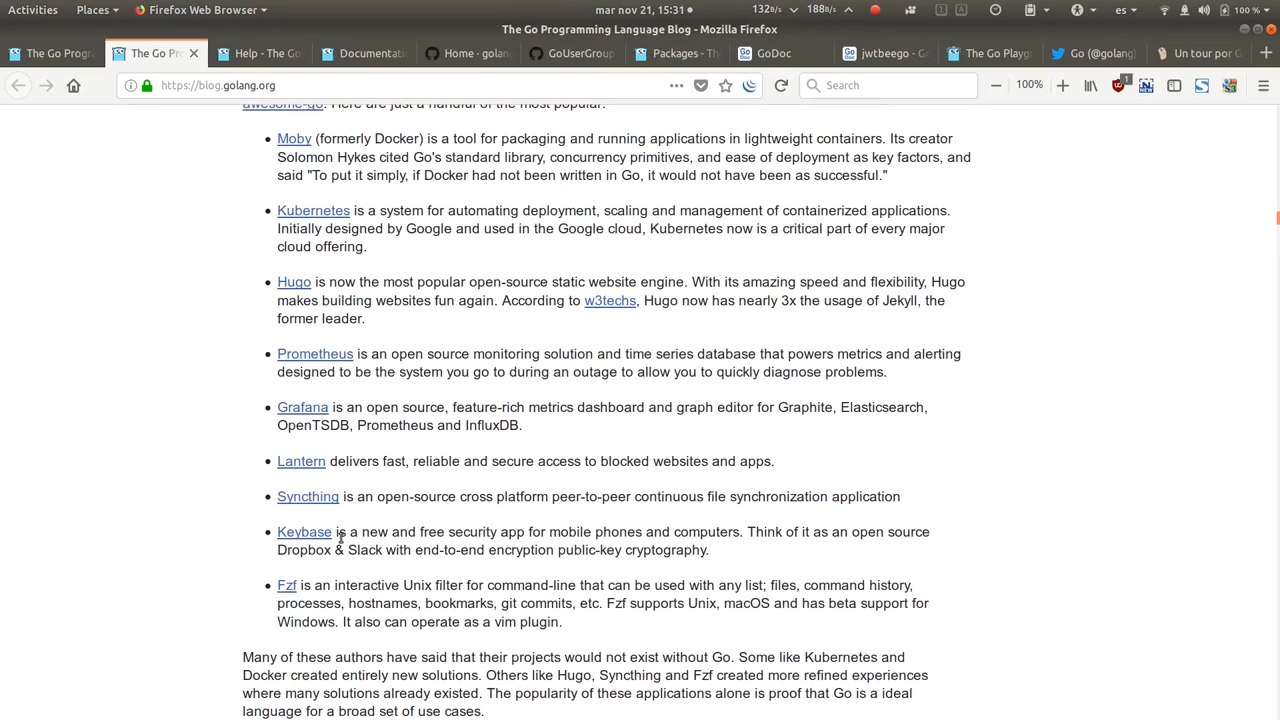 Activities Places Firefox Web Browser mar nov 21, 15:31 132B/s 188B/s 1 A es 100 %
The Go Programming Language Blog - Mozilla Firefox
The Go Progra The Go Pr Help - The Go Documentati Home · golan GoUserGroup Packages - Th GoDoc jwtbeego - Go The Go Playg Go (@golang) Un tour por G
https://blog.golang.org 100% Search 1
awesome-go. Here are just a handful of the most popular:
• Moby (formerly Docker) is a tool for packaging and running applications in lightweight containers. Its creator
Solomon Hykes cited Go's standard library, concurrency primitives, and ease of deployment as key factors, and
said "To put it simply, if Docker had not been written in Go, it would not have been as successful."
• Kubernetes is a system for automating deployment, scaling and management of containerized applications.
Initially designed by Google and used in the Google cloud, Kubernetes now is a critical part of every major
cloud offering.
• Hugo is now the most popular open-source static website engine. With its amazing speed and flexibility, Hugo
makes building websites fun again. According to w3techs, Hugo now has nearly 3x the usage of Jekyll, the
former leader.
• Prometheus is an open source monitoring solution and time series database that powers metrics and alerting
designed to be the system you go to during an outage to allow you to quickly diagnose problems.
• Grafana is an open source, feature-rich metrics dashboard and graph editor for Graphite, Elasticsearch,
OpenTSDB, Prometheus and InfluxDB.
• Lantern delivers fast, reliable and secure access to blocked websites and apps.
• Syncthing is an open-source cross platform peer-to-peer continuous file synchronization application
• Keybase is a new and free security app for mobile phones and computers. Think of it as an open source
Dropbox & Slack with end-to-end encryption public-key cryptography.
• Fzf is an interactive Unix filter for command-line that can be used with any list; files, command history,
processes, hostnames, bookmarks, git commits, etc. Fzf supports Unix, macOS and has beta support for
Windows. It also can operate as a vim plugin.
Many of these authors have said that their projects would not exist without Go. Some like Kubernetes and
Docker created entirely new solutions. Others like Hugo, Syncthing and Fzf created more refined experiences
where many solutions already existed. The popularity of these applications alone is proof that Go is a ideal
language for a broad set of use cases.